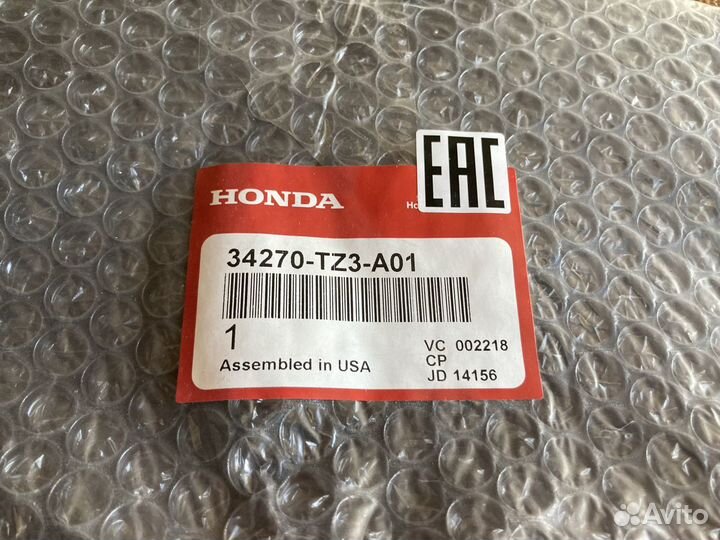 HONDA
EAC
34270-TZ3-A01
1
VC 002218
CP
Assembled in USA
JD 14156
Avito